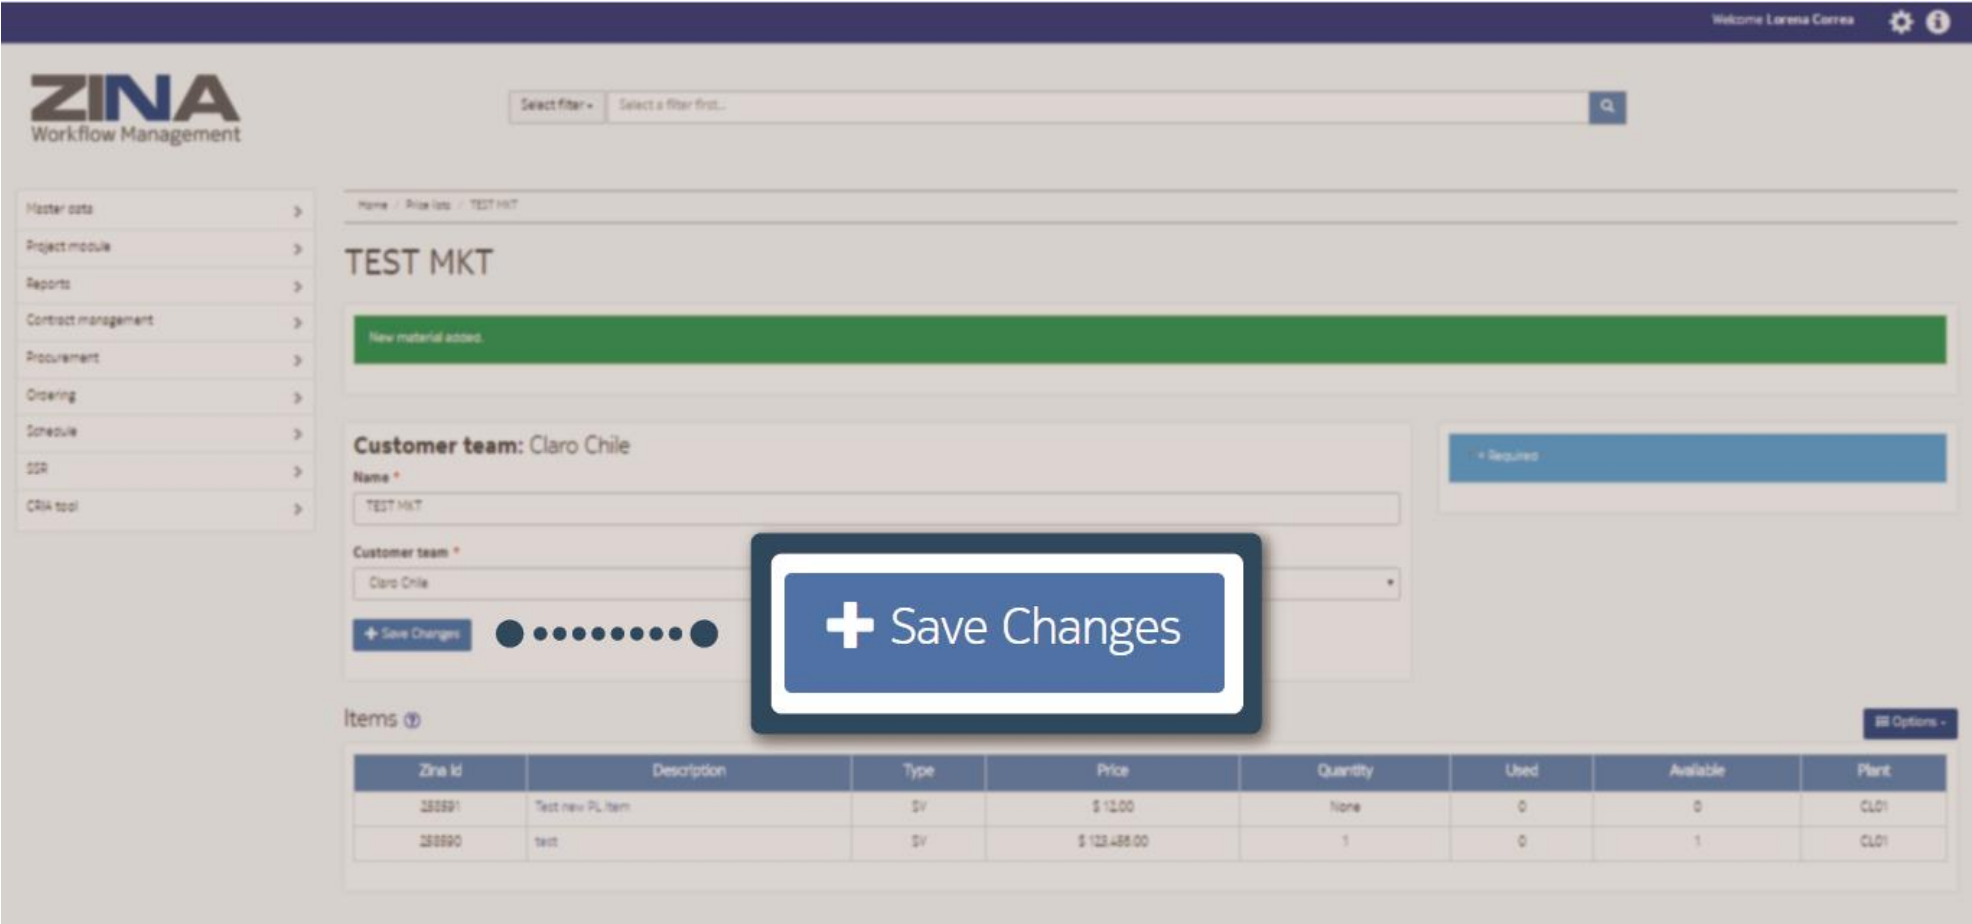 Welcome Lorena Correa
ZINA
Workflow Management
Select filter
Select a filter first...
Master data
Project module
Reports
Contract management
Procurement
Ordering
Schedule
SSR
CRIA tool
Home / Price lists / TEST MKT
TEST MKT
New material added.
Customer team: Claro Chile
Name *
TEST MKT
Customer team *
Claro Chile
+ Save Changes
+ Save Changes
* = Required
Items ?
Options
Zina Id Description Type Price Quantity Used Available Plant
Test new PL Item SV $ 12.00 None 0 0 CL01
test SV 1 0 1 CL01